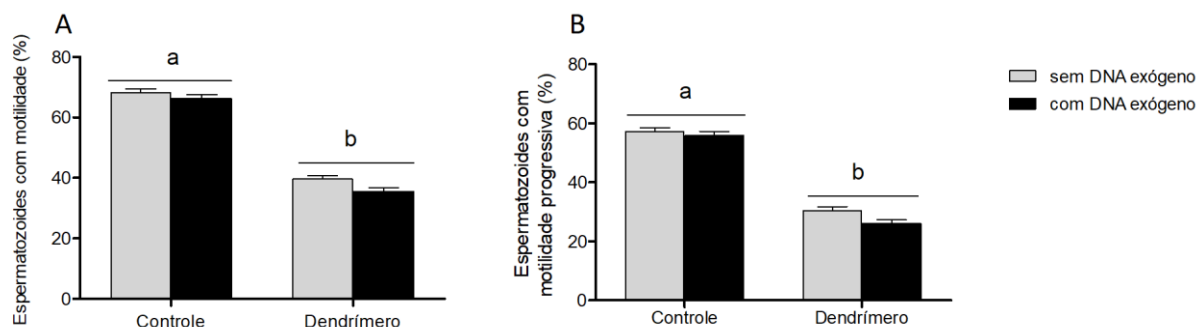 A
Espermatozoides com motilidade (%)
80
60
40
20
0
a
b
Controle
Dendrímero
B
Espermatozoides com
motilidade progressiva (%)
80
60
40
20
0
a
b
Controle
Dendrímero
sem DNA exógeno
com DNA exógeno